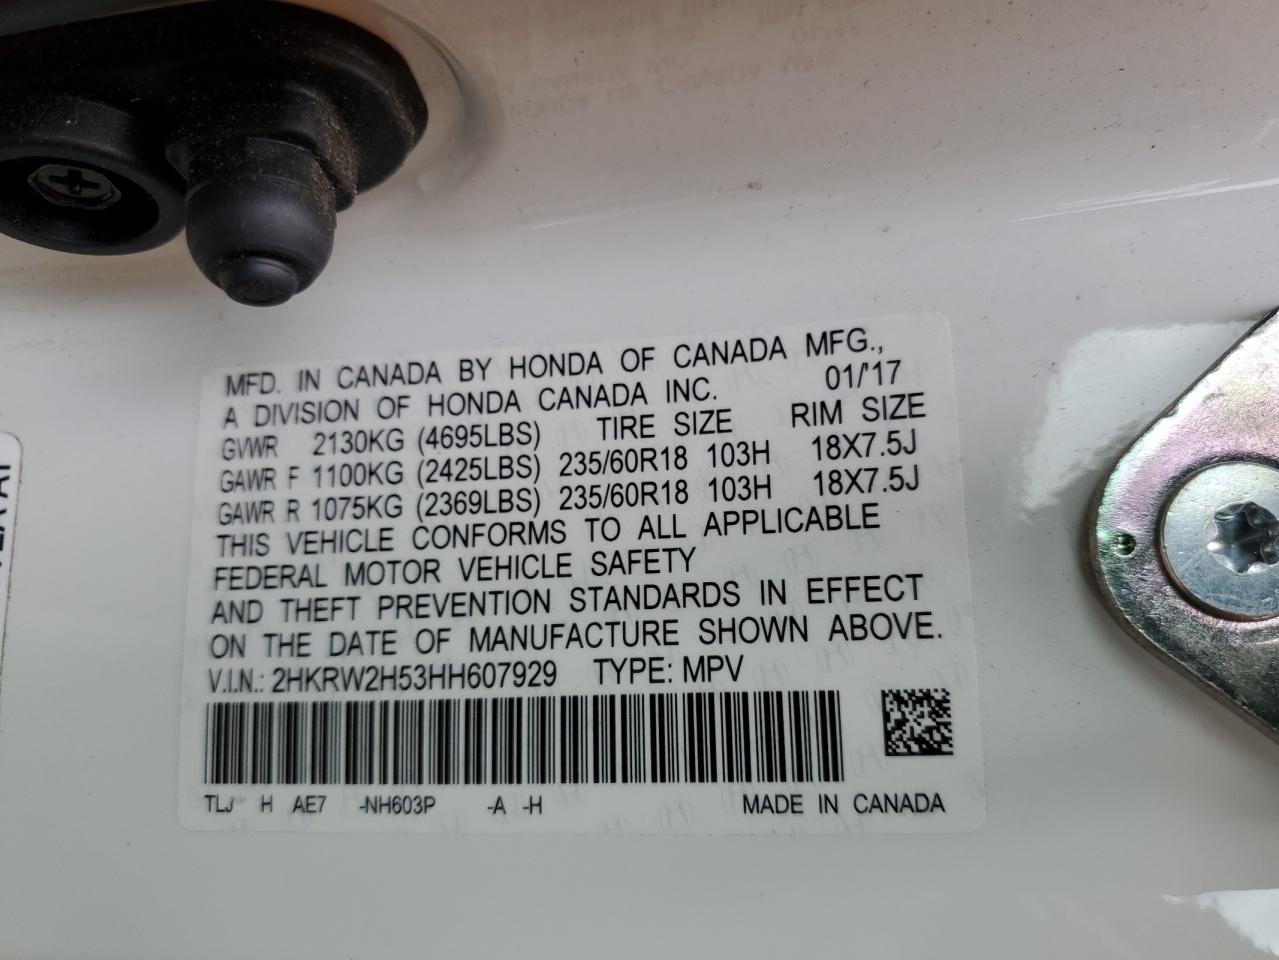 MFD. IN CANADA BY HONDA OF CANADA MFG.,
A DIVISION OF HONDA CANADA INC. 01/'17
GVWR 2130KG (4695LBS) TIRE SIZE RIM SIZE
GAWR F 1100KG (2425LBS) 235/60R18 103H 18X7.5J
GAWR R 1075KG (2369LBS) 235/60R18 103H 18X7.5J
THIS VEHICLE CONFORMS TO ALL APPLICABLE
FEDERAL MOTOR VEHICLE SAFETY
AND THEFT PREVENTION STANDARDS IN EFFECT
ON THE DATE OF MANUFACTURE SHOWN ABOVE.
V.I.N.: 2HKRW2H53HH607929 TYPE: MPV
TLJ H AE7 -NH603P -A -H MADE IN CANADA